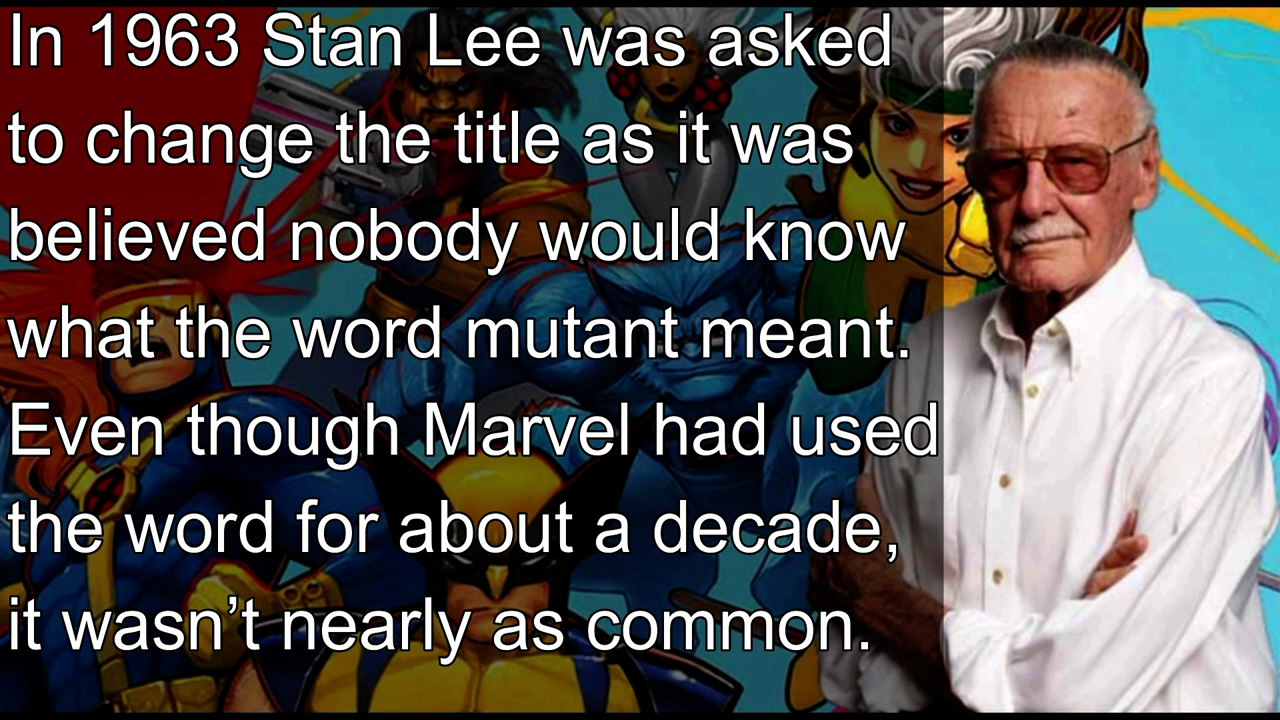 In 1963 Stan Lee was asked
to change the title as it was
believed nobody would know
what the word mutant meant.
Even though Marvel had used
the word for about a decade,
it wasn’t nearly as common.